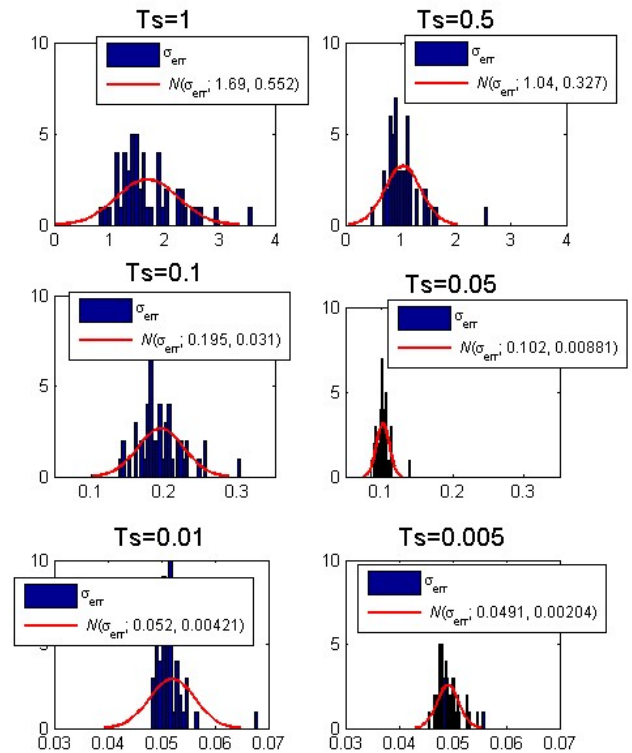 Ts=1
10
5
0
0 1 2 3 4
σerr
N(σerr; 1.69, 0.552)
Ts=0.5
10
5
0
0 1 2 3 4
σerr
N(σerr; 1.04, 0.327)
Ts=0.1
10
5
0
0.1 0.2 0.3
σerr
N(σerr; 0.195, 0.031)
Ts=0.05
10
5
0
0.1 0.2 0.3
σerr
N(σerr; 0.102, 0.00881)
Ts=0.01
10
5
0
0.03 0.04 0.05 0.06 0.07
σerr
N(σerr; 0.052, 0.00421)
Ts=0.005
10
5
0
0.03 0.04 0.05 0.06 0.07
σerr
N(σerr; 0.0491, 0.00204)